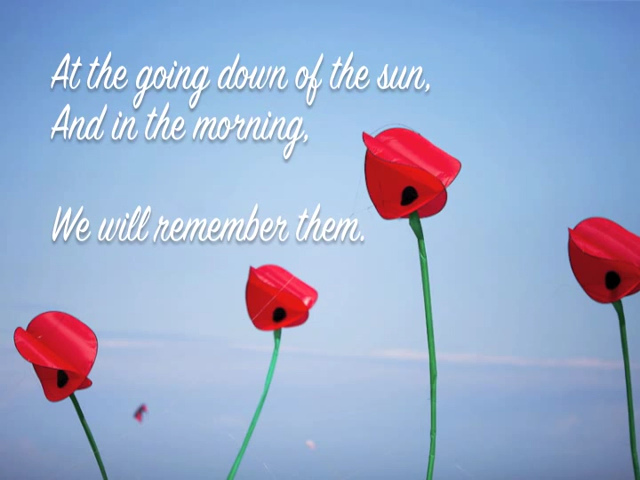 At the going down of the sun,
And in the morning,
We will remember them.